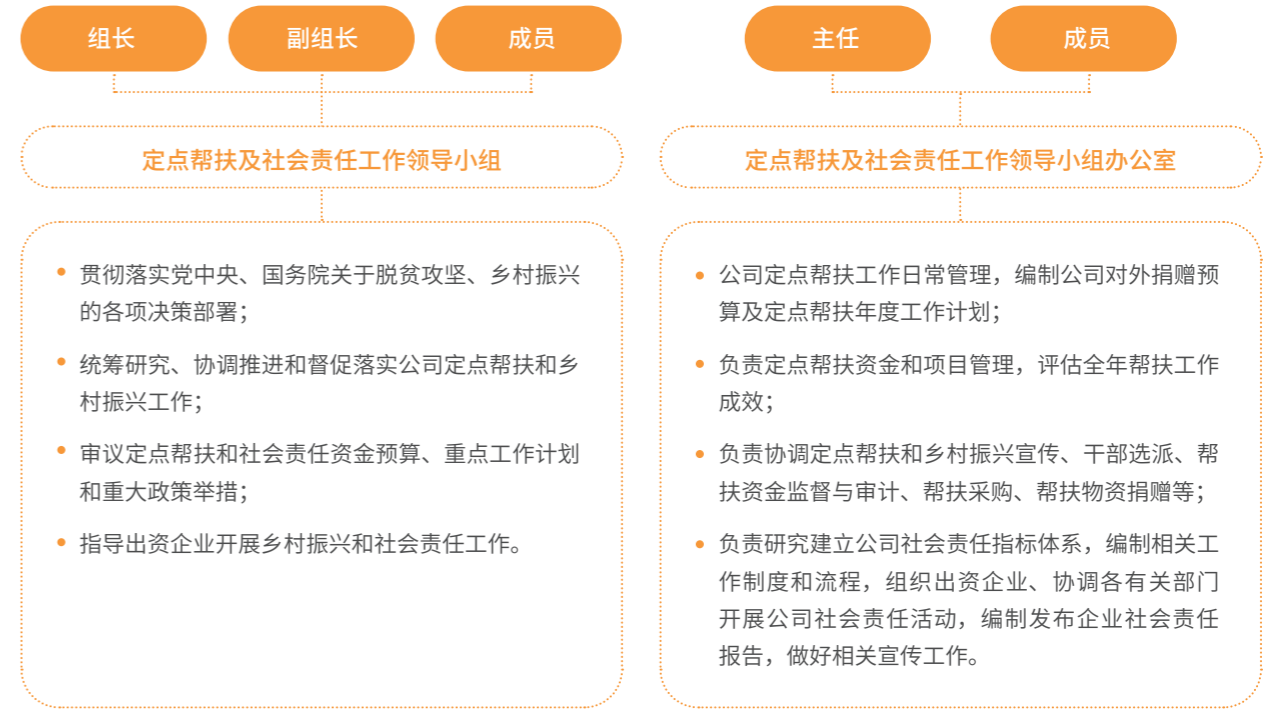 组长
副组长
成员
定点帮扶及社会责任工作领导小组
贯彻落实党中央、国务院关于脱贫攻坚、乡村振兴
的各项决策部署；
统筹研究、协调推进和督促落实公司定点帮扶和乡
村振兴工作；
审议定点帮扶和社会责任资金预算、重点工作计划
和重大政策举措；
指导出资企业开展乡村振兴和社会责任工作。
主任
成员
定点帮扶及社会责任工作领导小组办公室
公司定点帮扶工作日常管理，编制公司对外捐赠预
算及定点帮扶年度工作计划；
负责定点帮扶资金和项目管理，评估全年帮扶工作
成效；
负责协调定点帮扶和乡村振兴宣传、干部选派、帮
扶资金监督与审计、帮扶采购、帮扶物资捐赠等；
负责研究建立公司社会责任指标体系，编制相关工
作制度和流程，组织出资企业、协调各有关部门
开展公司社会责任活动，编制发布企业社会责任
报告，做好相关宣传工作。